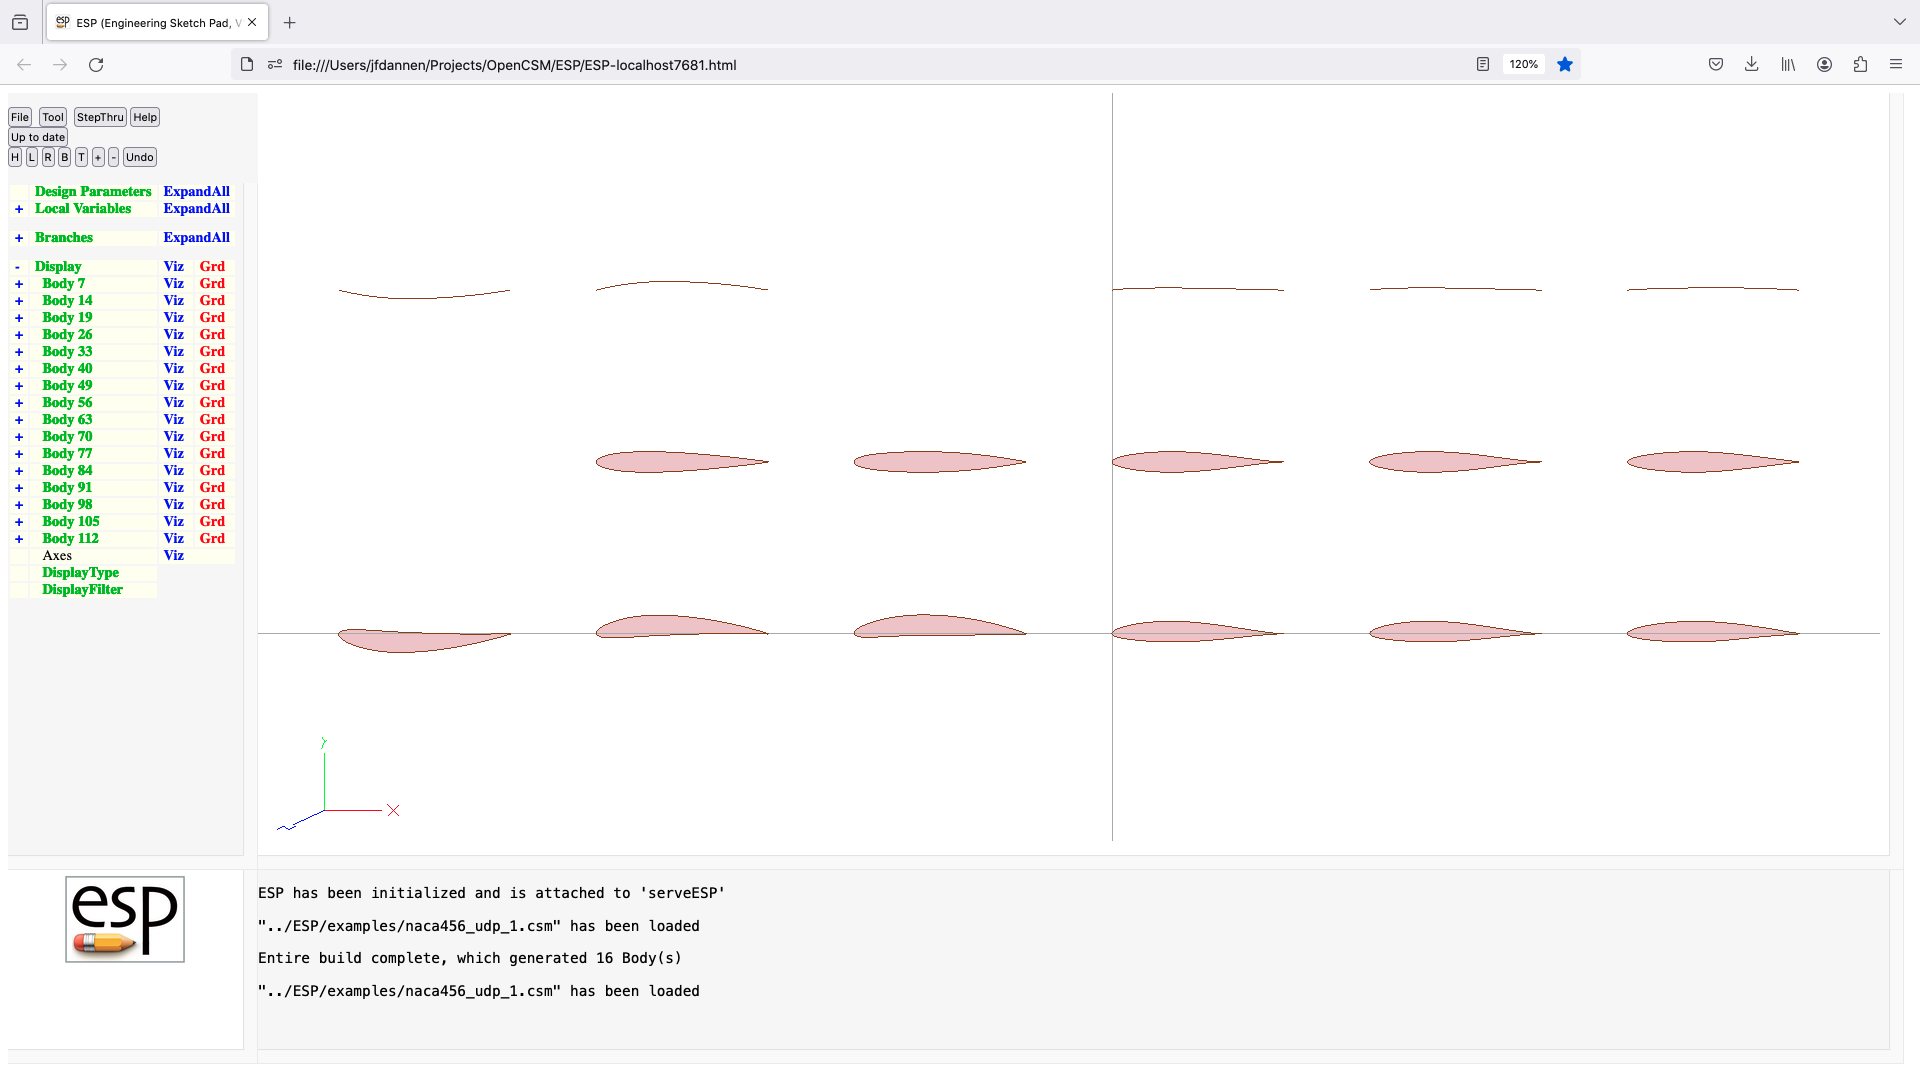 ESP (Engineering Sketch Pad, V
file:///Users/jfdannen/Projects/OpenCSM/ESP/ESP-localhost7681.html
120%
File Tool StepThru Help
Up to date
H L R B T + - Undo
Design Parameters ExpandAll
+ Local Variables ExpandAll
+ Branches ExpandAll
- Display Viz Grd
+ Body 7 Viz Grd
+ Body 14 Viz Grd
+ Body 19 Viz Grd
+ Body 26 Viz Grd
+ Body 33 Viz Grd
+ Body 40 Viz Grd
+ Body 49 Viz Grd
+ Body 56 Viz Grd
+ Body 63 Viz Grd
+ Body 70 Viz Grd
+ Body 77 Viz Grd
+ Body 84 Viz Grd
+ Body 91 Viz Grd
+ Body 98 Viz Grd
+ Body 105 Viz Grd
+ Body 112 Viz Grd
Axes Viz
DisplayType
DisplayFilter
Y
X
Z
esp
ESP has been initialized and is attached to 'serveESP'
"../ESP/examples/naca456_udp_1.csm" has been loaded
Entire build complete, which generated 16 Body(s)
"../ESP/examples/naca456_udp_1.csm" has been loaded